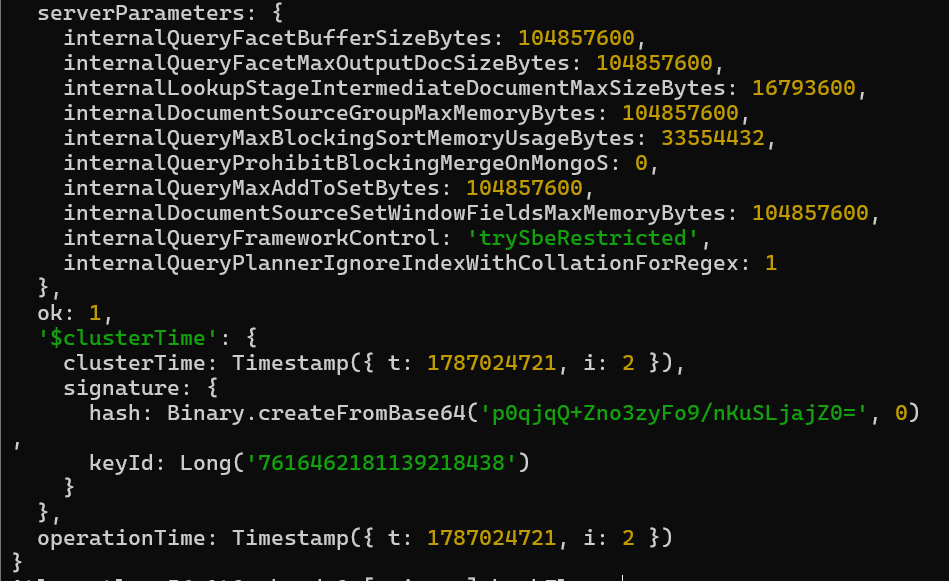 serverParameters: {
internalQueryFacetBufferSizeBytes: 104857600,
internalQueryFacetMaxOutputDocSizeBytes: 104857600,
internalLookupStageIntermediateDocumentMaxSizeBytes: 16793600,
internalDocumentSourceGroupMaxMemoryBytes: 104857600,
internalQueryMaxBlockingSortMemoryUsageBytes: 33554432,
internalQueryProhibitBlockingMergeOnMongoS: 0,
internalQueryMaxAddToSetBytes: 104857600,
internalDocumentSourceSetWindowFieldsMaxMemoryBytes: 104857600,
internalQueryFrameworkControl: 'trySbeRestricted',
internalQueryPlannerIgnoreIndexWithCollationForRegex: 1
},
ok: 1,
'$clusterTime': {
clusterTime: Timestamp({ t: 1787024721, i: 2 }),
signature: {
hash: Binary.createFromBase64('p0qjqQ+Zno3zyFo9/nKuSLjajZ0=', 0)
,
keyId: Long('7616462181139218438')
}
},
operationTime: Timestamp({ t: 1787024721, i: 2 })
}